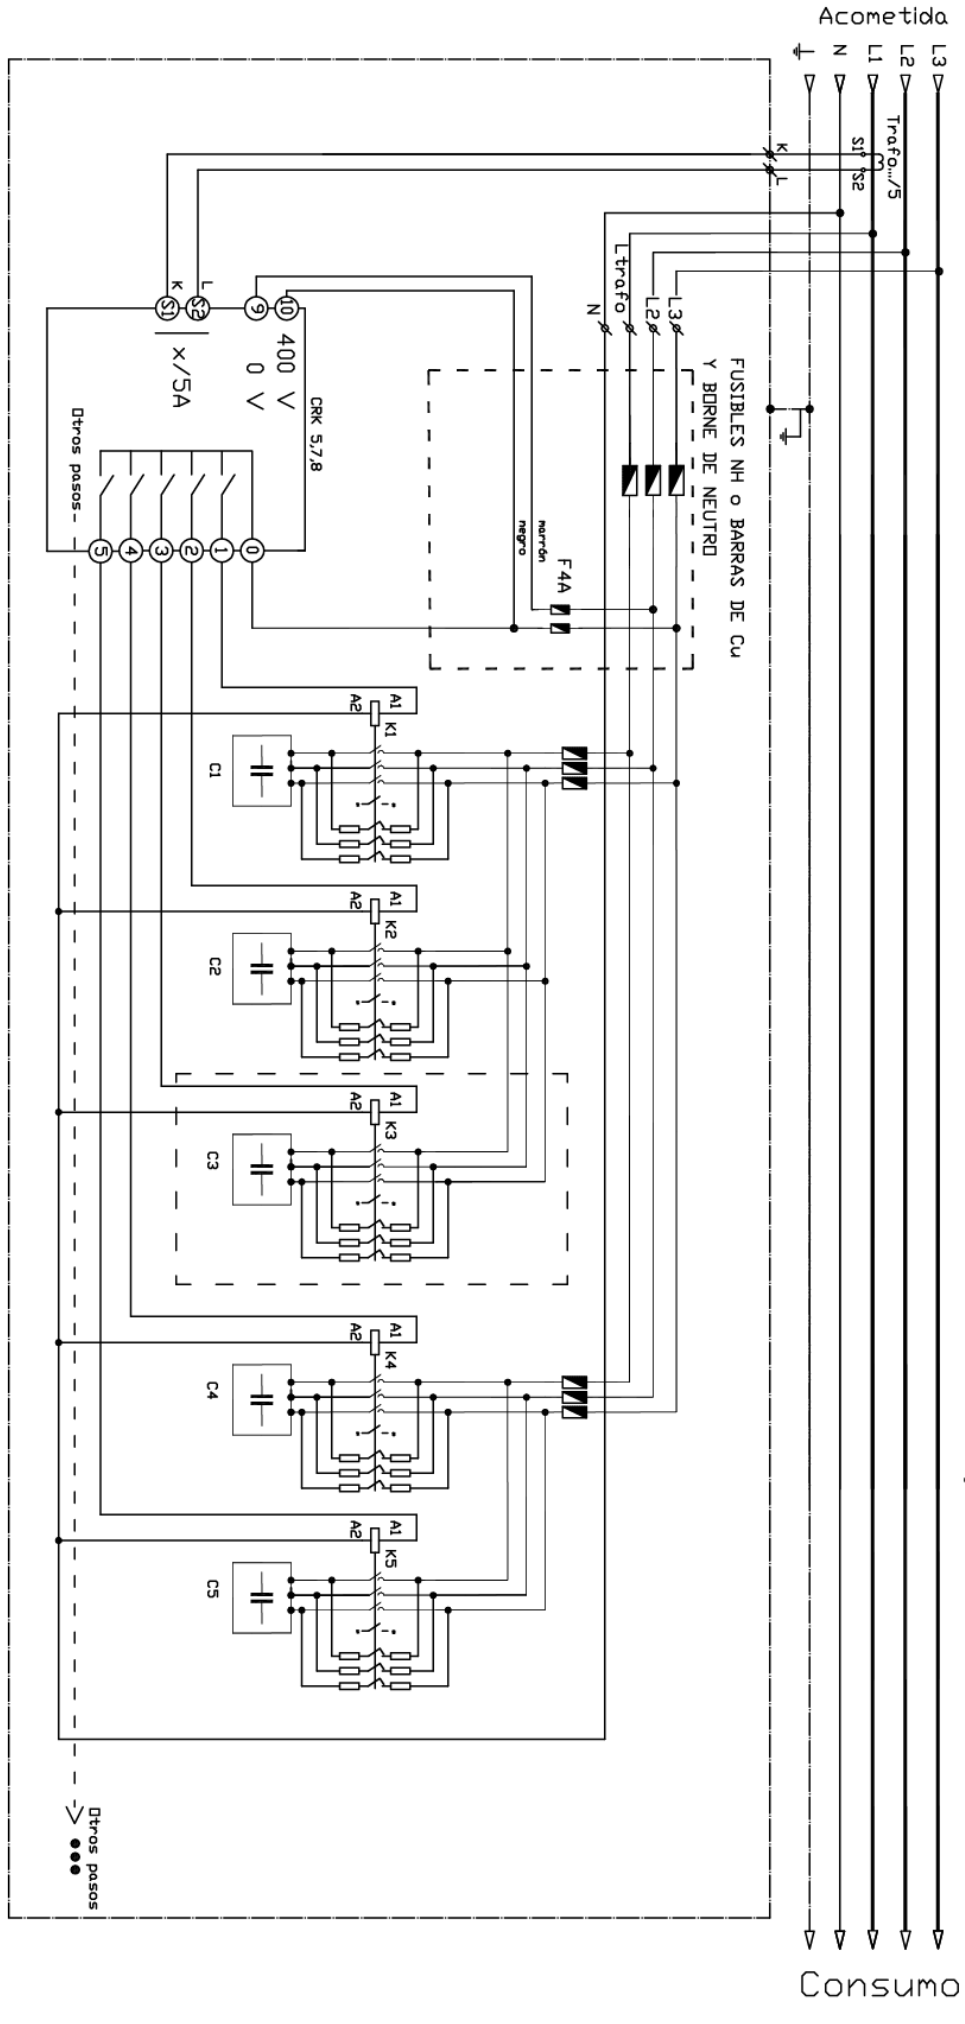 Acometida
N
L1
L2
L3
Trafo.../5
S1
S2
K
L
Ltrafo
N
L2
L3
K
L
S1
S2
9
10
x/5A
400 V
0 V
CRK 5,7,8
FUSIBLES NH o BARRAS DE Cu
Y BORNE DE NEUTRO
Otros pasos
marrón
negro
F4A
5
4
3
2
1
0
A2
A1
K1
C1
A2
A1
K2
C2
A2
A1
K3
C3
A2
A1
K4
C4
A2
A1
K5
C5
Otros pasos
Consumo